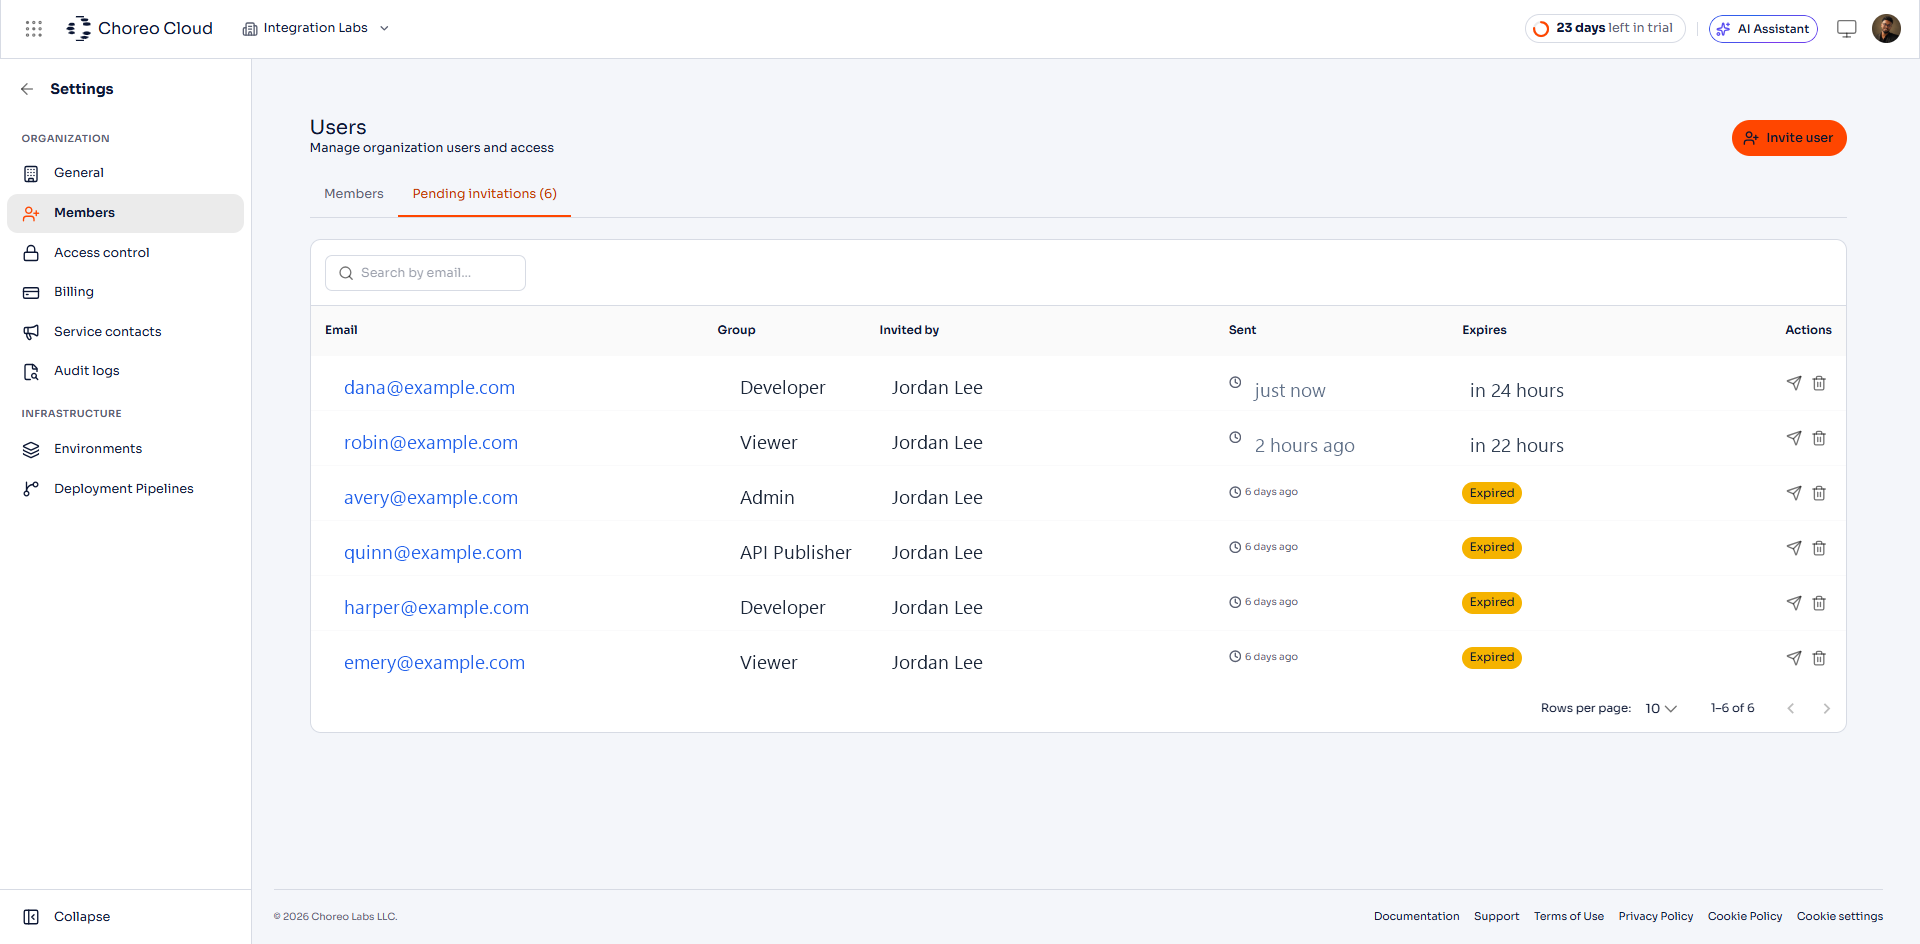 Choreo Cloud
Integration Labs
23 days left in trial
AI Assistant
Settings
ORGANIZATION
General
Members
Access control
Billing
Service contacts
Audit logs
INFRASTRUCTURE
Environments
Deployment Pipelines
Collapse
Users
Manage organization users and access
Invite user
Members
Pending invitations (6)
Search by email...
Email Group Invited by Sent Expires Actions
dana@example.com Developer Jordan Lee just now in 24 hours
robin@example.com Viewer Jordan Lee 2 hours ago in 22 hours
avery@example.com Admin Jordan Lee 6 days ago Expired
quinn@example.com API Publisher Jordan Lee 6 days ago Expired
harper@example.com Developer Jordan Lee 6 days ago Expired
emery@example.com Viewer Jordan Lee 6 days ago Expired
Rows per page: 10 1-6 of 6
© 2026 Choreo Labs LLC.
Documentation Support Terms of Use Privacy Policy Cookie Policy Cookie settings